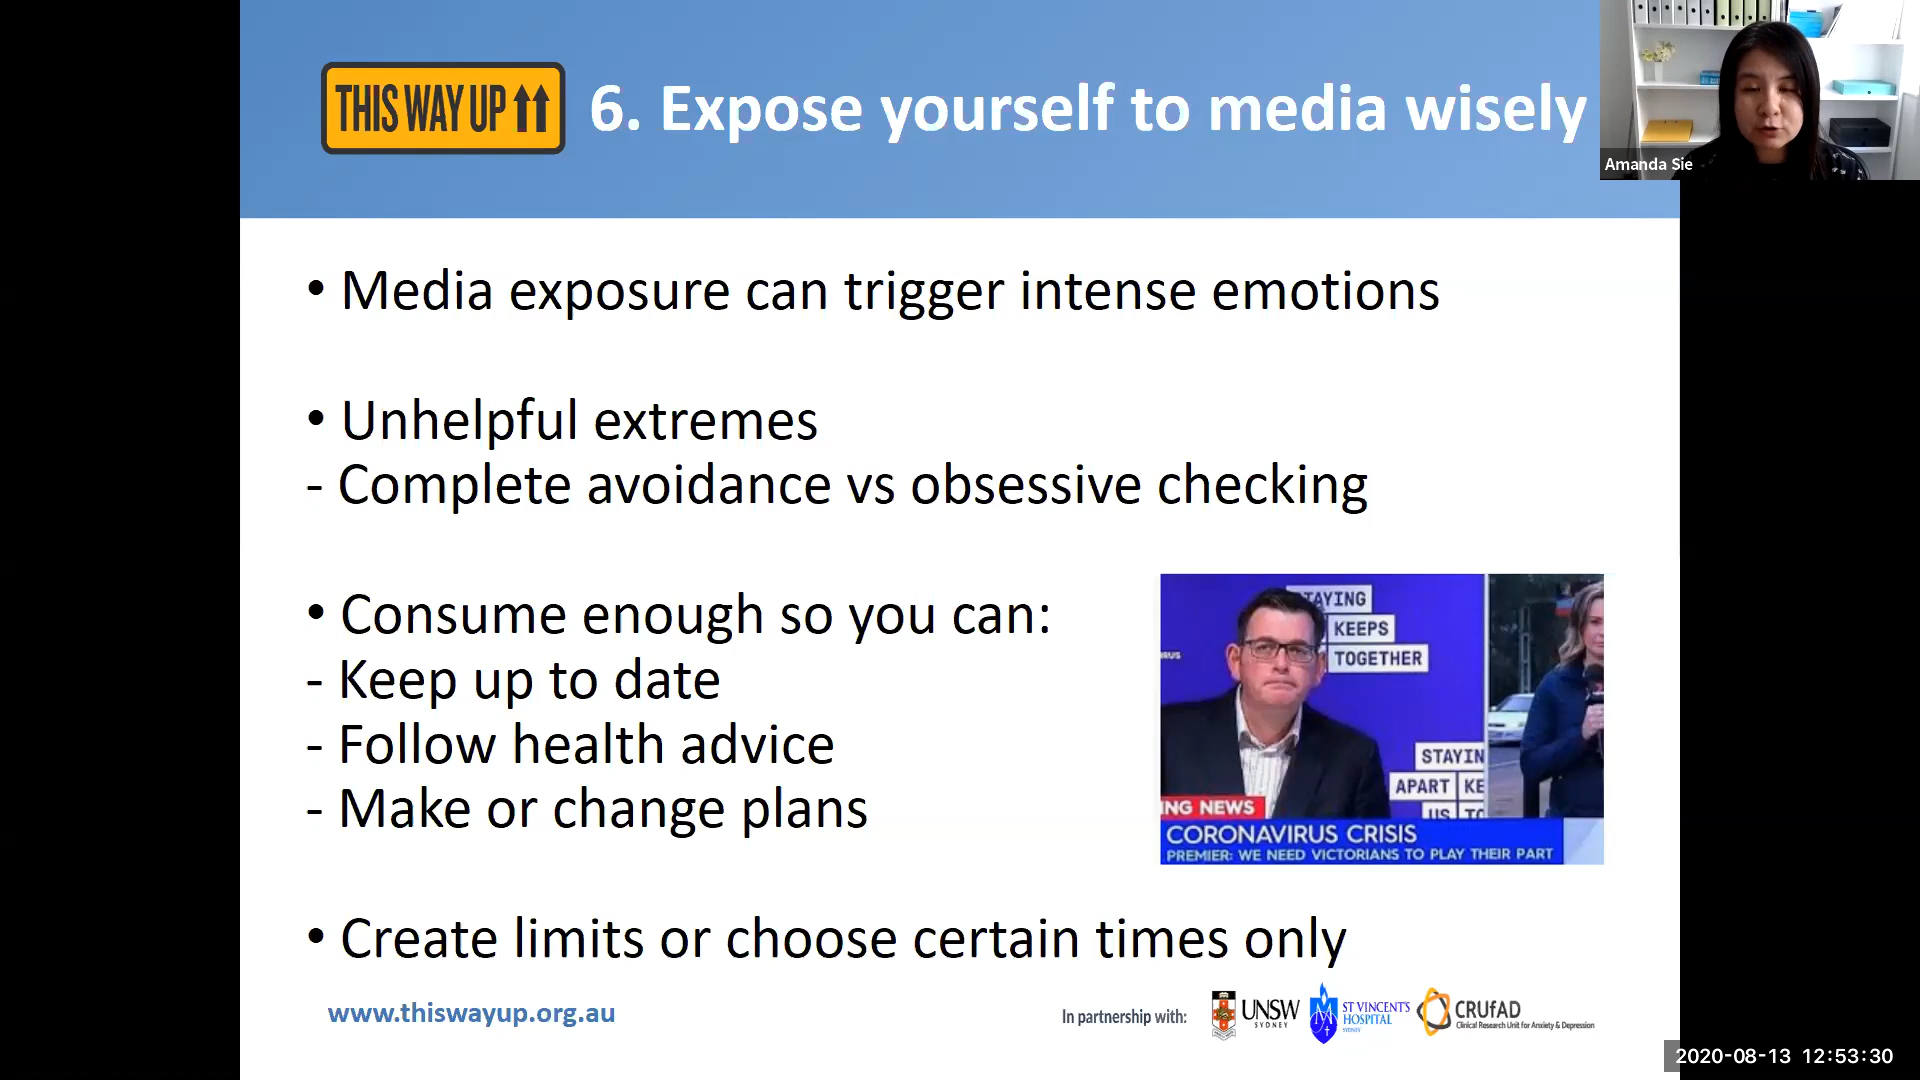 THIS WAY UP
6. Expose yourself to media wisely
Amanda Sie
• Media exposure can trigger intense emotions
• Unhelpful extremes
- Complete avoidance vs obsessive checking
• Consume enough so you can:
- Keep up to date
- Follow health advice
- Make or change plans
TAYING
KEEPS
TOGETHER
RUS
STAYIN
APART KE
US TO
NG NEWS
CORONAVIRUS CRISIS
PREMIER: WE NEED VICTORIANS TO PLAY THEIR PART
• Create limits or choose certain times only
www.thiswayup.org.au
In partnership with:
UNSW
SYDNEY
ST VINCENT'S
HOSPITAL
SYDNEY
CRUfAD
Clinical Research Unit for Anxiety & Depression
2020-08-13 12:53:30